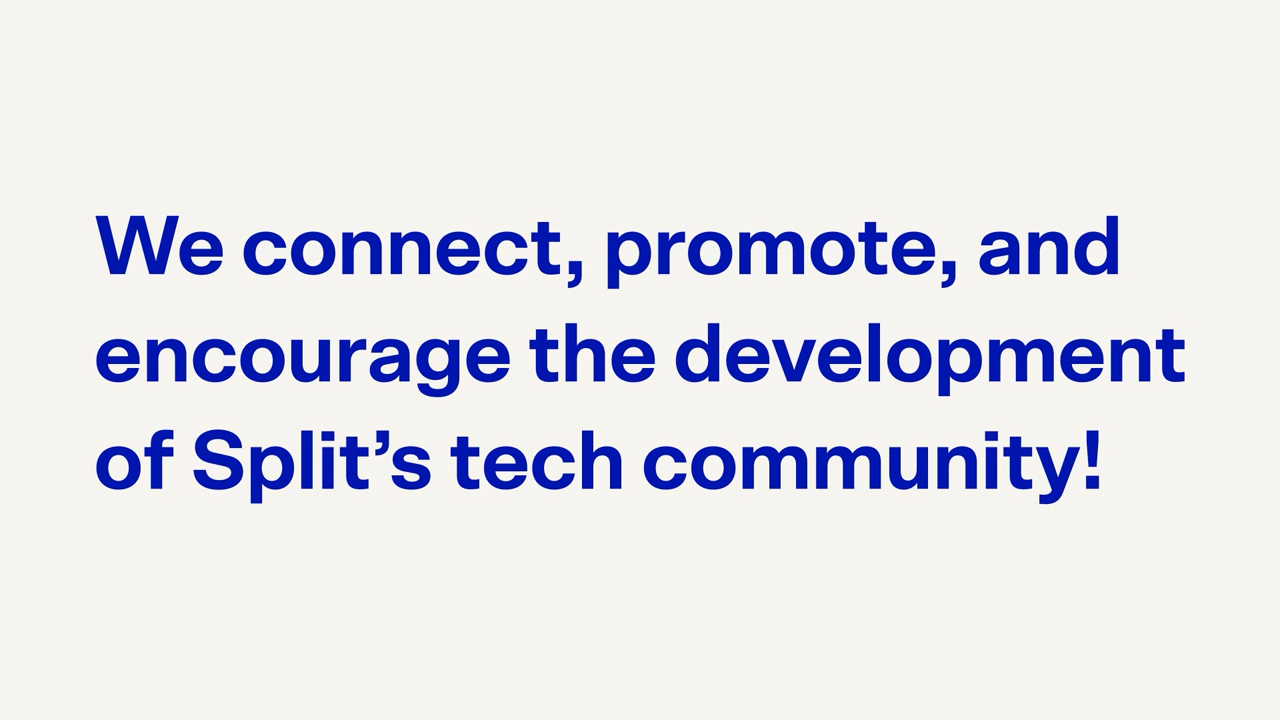 We connect, promote, and
encourage the development
of Split’s tech community!